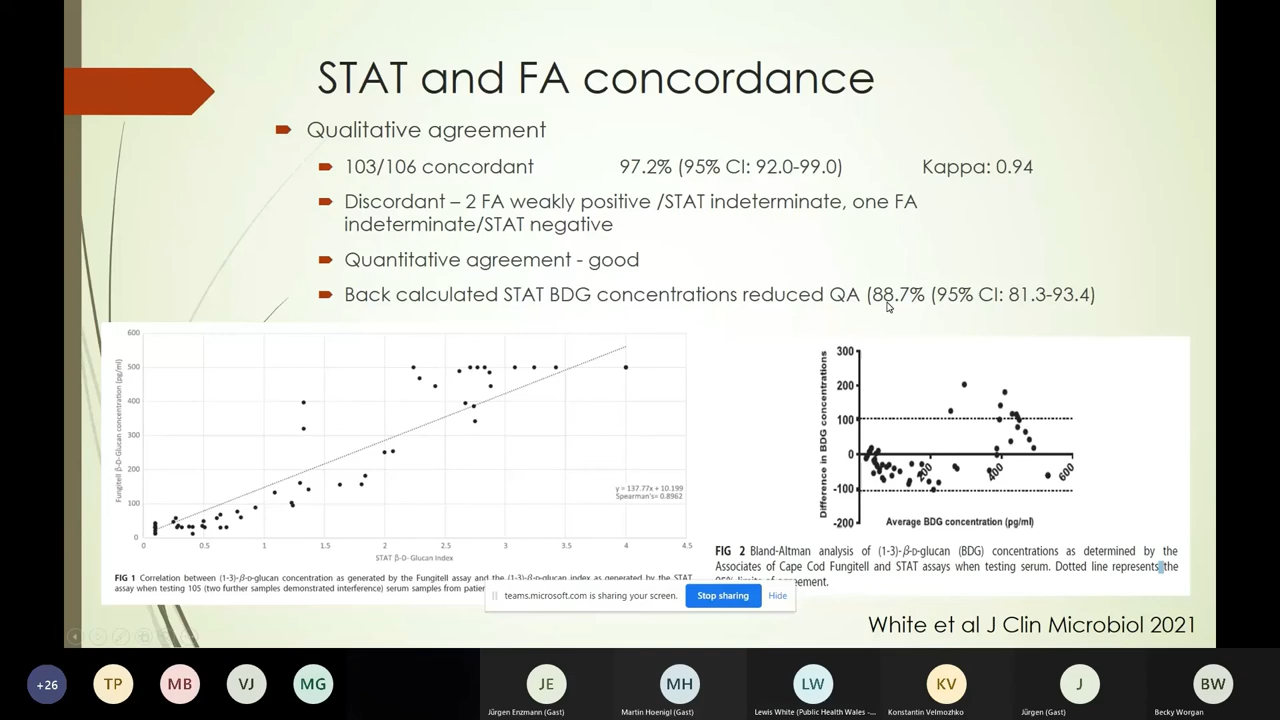 STAT and FA concordance
Qualitative agreement
103/106 concordant 97.2% (95% CI: 92.0-99.0) Kappa: 0.94
Discordant – 2 FA weakly positive /STAT indeterminate, one FA
indeterminate/STAT negative
Quantitative agreement - good
Back calculated STAT BDG concentrations reduced QA (88.7% (95% CI: 81.3-93.4)
Fungitell β-D-Glucan concentration (pg/ml)
600
500
400
300
200
100
0
0 0.5 1 1.5 2 2.5 3 3.5 4 4.5
y = 137.77x + 10.199
Spearman's= 0.8962
STAT β-D-Glucan Index
FIG 1 Correlation between (1-3)-β-D-glucan concentration as generated by the Fungitell assay and the (1-3)-β-D-glucan index as generated by the STAT
assay when testing 105 (two further samples demonstrated interference) serum samples from
Difference in BDG concentrations
300
200
100
0
-100
-200
200 400 600
Average BDG concentration (pg/ml)
FIG 2 Bland-Altman analysis of (1-3)-β-D-glucan (BDG) concentrations as determined by the
Associates of Cape Cod Fungitell and STAT assays when testing serum. Dotted line represents the
95% limits of agreement.
teams.microsoft.com is sharing your screen. Stop sharing Hide
White et al J Clin Microbiol 2021
+26 TP MB VJ MG JE MH LW KV J BW
Jürgen Enzmann (Gast) Martin Hoenigl (Gast) Lewis White (Public Health Wales -... Konstantin Velmozhko Jürgen (Gast) Becky Worgan